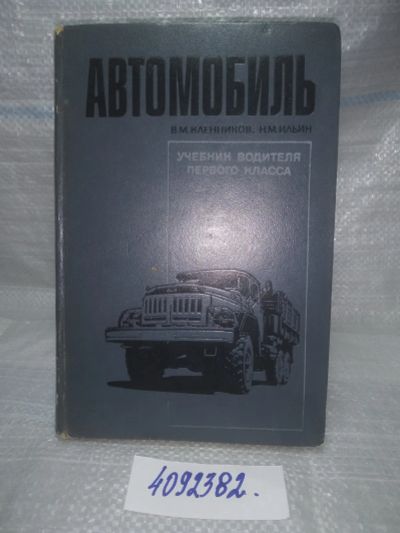 АВТОМОБИЛЬ
В.М.КЛЕННИКОВ, Н.М.ИЛЬИН
УЧЕБНИК ВОДИТЕЛЯ
ПЕРВОГО КЛАССА
4092382.